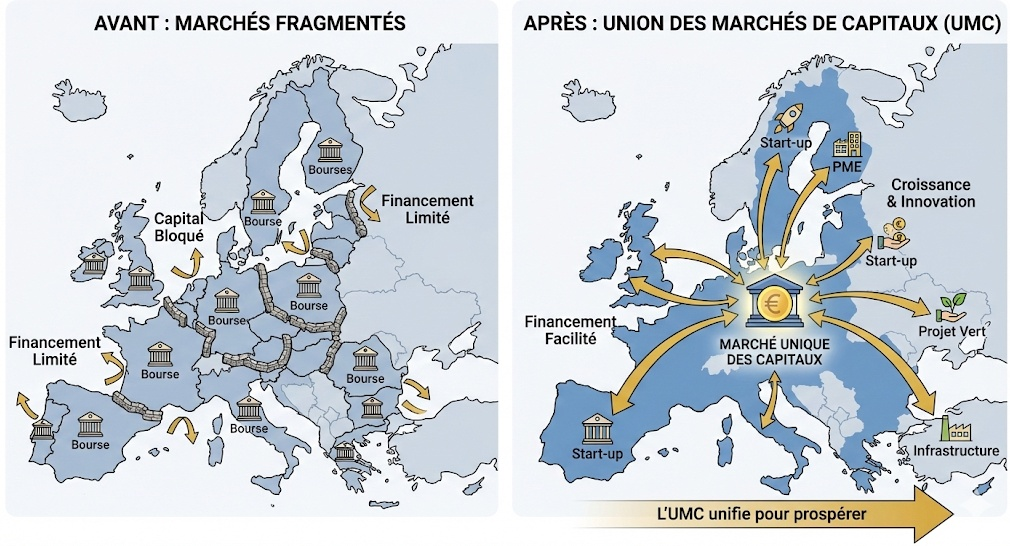 AVANT : MARCHÉS FRAGMENTÉS
Bourses
Financement
Limité
Bourse
Capital
Bloqué
Bourse
Bourse
Financement
Limité
Bourse
Bourse
Bourse
Bourse
APRÈS : UNION DES MARCHÉS DE CAPITAUX (UMC)
Start-up
PME
Croissance
& Innovation
Start-up
€
Financement
Facilité
Projet Vert
MARCHÉ UNIQUE
DES CAPITAUX
Start-up
Infrastructure
L'UMC unifie pour prospérer